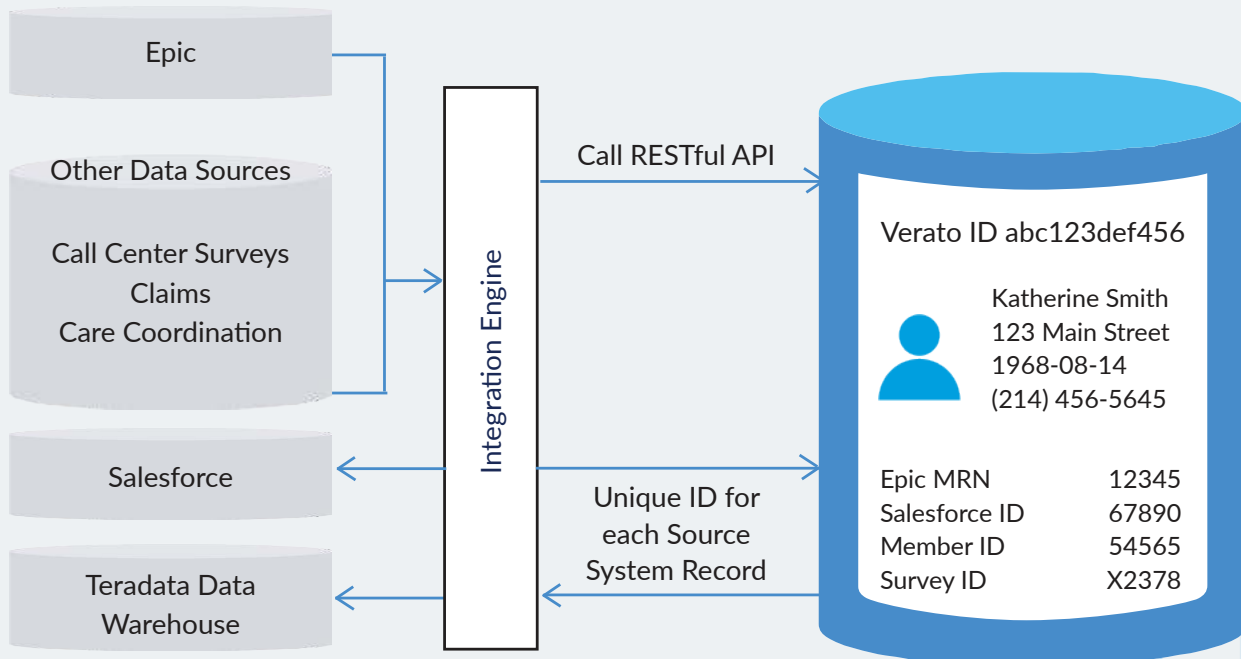 Epic
Other Data Sources
Call Center Surveys
Claims
Care Coordination
Salesforce
Teradata Data
Warehouse
Integration Engine
Call RESTful API
Unique ID for
each Source
System Record
Verato ID abc123def456
Katherine Smith
123 Main Street
1968-08-14
(214) 456-5645
Epic MRN 12345
Salesforce ID 67890
Member ID 54565
Survey ID X2378